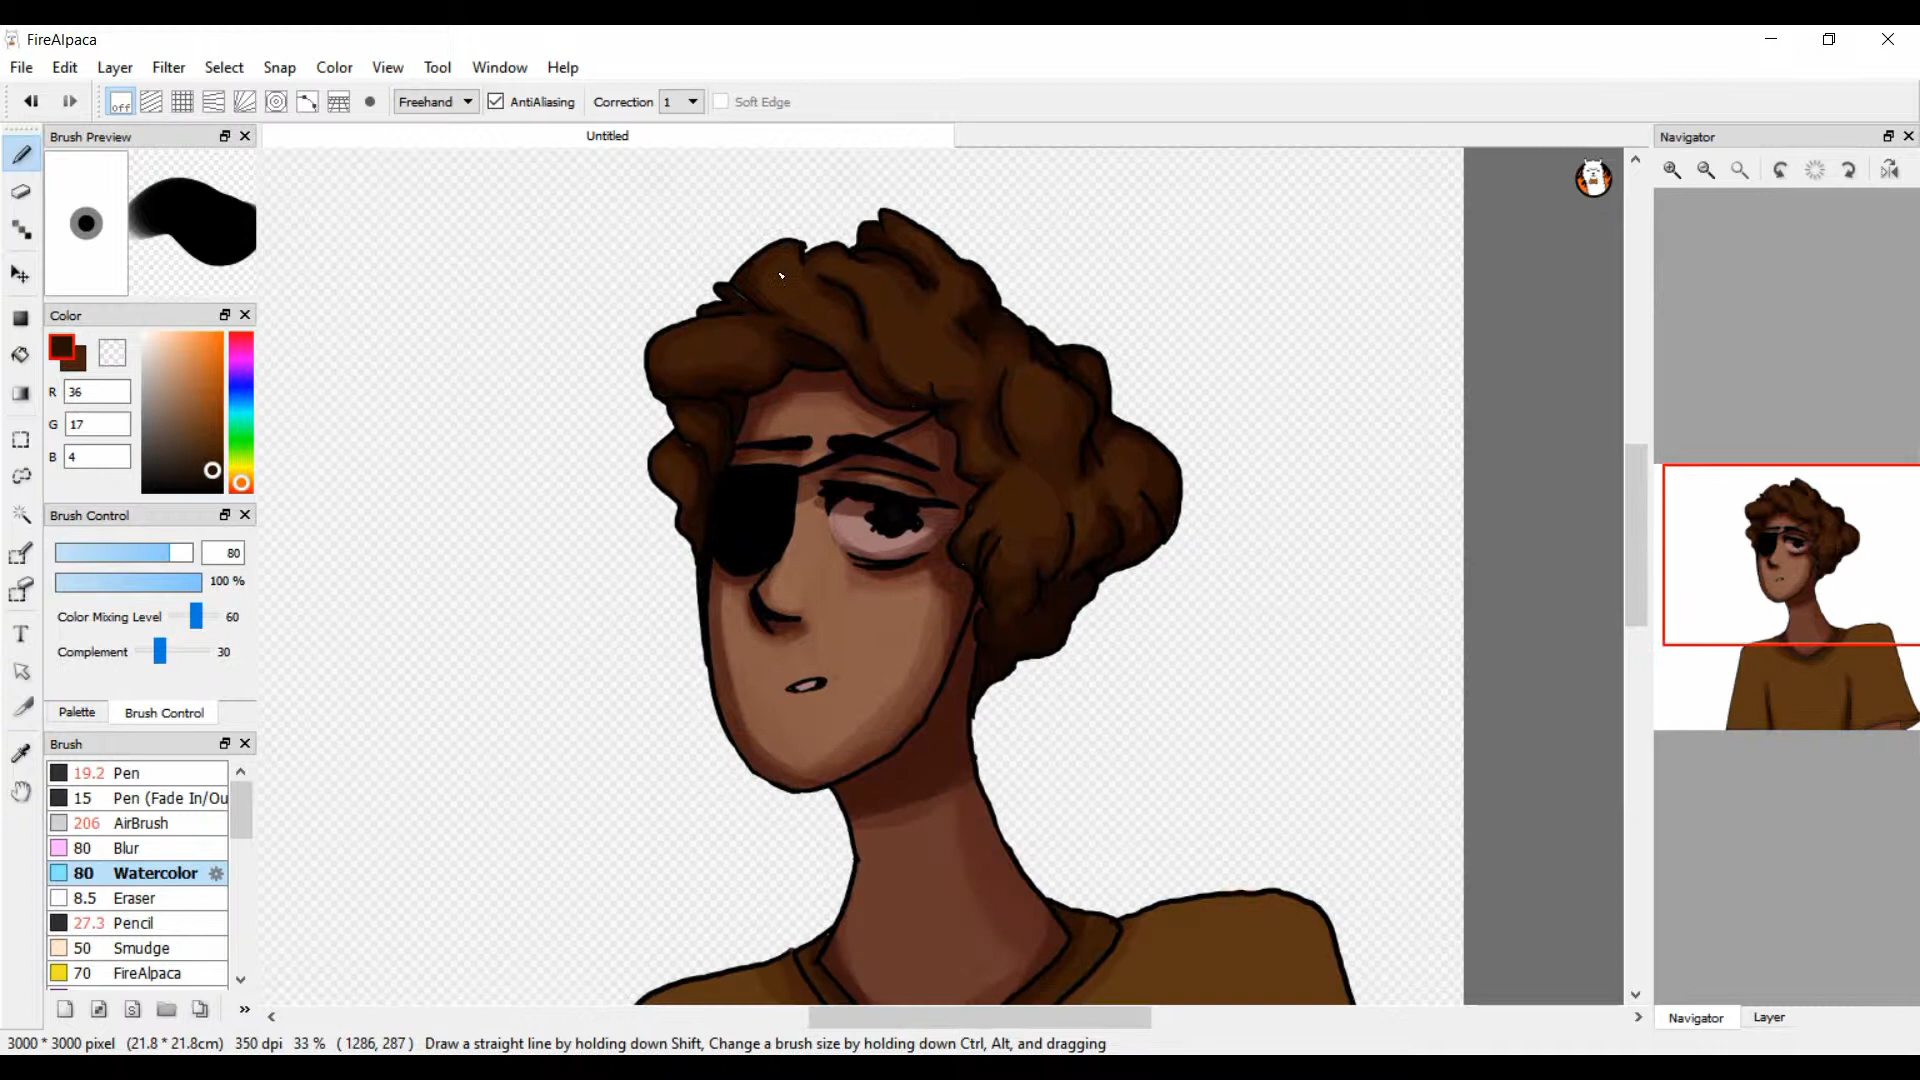 FireAlpaca
File Edit Layer Filter Select Snap Color View Tool Window Help
off Freehand AntiAliasing Correction 1 Soft Edge
Brush Preview
Untitled
Navigator
Color
R 36
G 17
B 4
Brush Control
80
100 %
Color Mixing Level 60
Complement 30
Palette Brush Control
Brush
19.2 Pen
15 Pen (Fade In/Ou
206 AirBrush
80 Blur
80 Watercolor
8.5 Eraser
27.3 Pencil
50 Smudge
70 FireAlpaca
Navigator Layer
3000 * 3000 pixel (21.8 * 21.8cm) 350 dpi 33 % ( 1286, 287 ) Draw a straight line by holding down Shift, Change a brush size by holding down Ctrl, Alt, and dragging